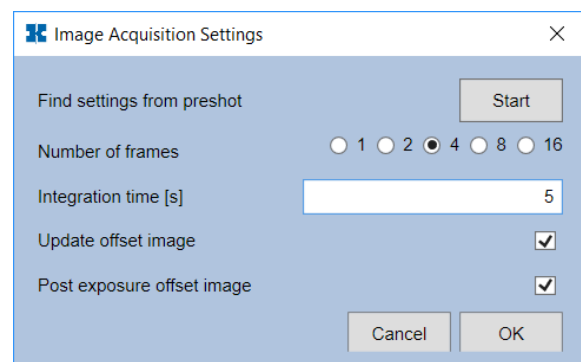 Image Acquisition Settings
Find settings from preshot Start
Number of frames 1 2 4 8 16
Integration time [s] 5
Update offset image
Post exposure offset image
Cancel OK